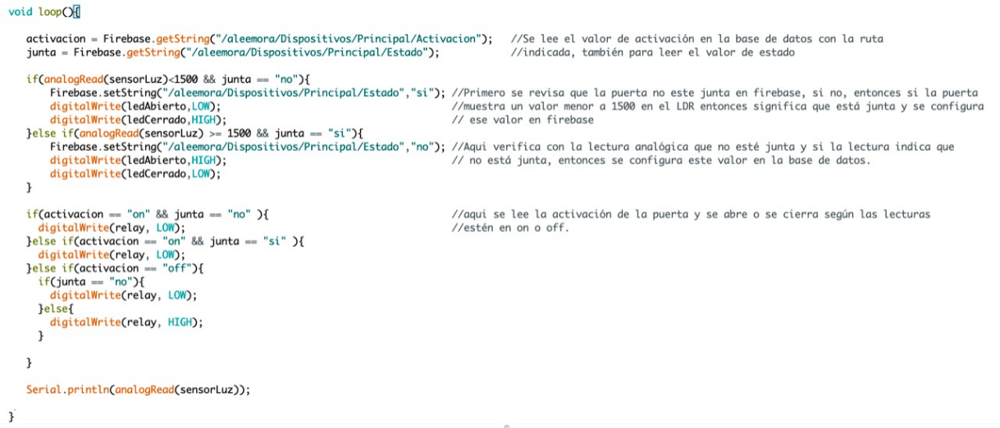 void loop(){
activacion = Firebase.getString("/aleemora/Dispositivos/Principal/Activacion"); //Se lee el valor de activación en la base de datos con la ruta
junta = Firebase.getString("/aleemora/Dispositivos/Principal/Estado"); //indicada, también para leer el valor de estado
if(analogRead(sensorLuz)<1500 && junta == "no"){
Firebase.setString("/aleemora/Dispositivos/Principal/Estado","si"); //Primero se revisa que la puerta no este junta en firebase, si no, entonces si la puerta
digitalWrite(ledAbierto,LOW); //muestra un valor menor a 1500 en el LDR entonces significa que está junta y se configura
digitalWrite(ledCerrado,HIGH); // ese valor en firebase
}else if(analogRead(sensorLuz) >= 1500 && junta == "si"){
Firebase.setString("/aleemora/Dispositivos/Principal/Estado","no"); //Aqui verifica con la lectura analógica que no esté junta y si la lectura indica que
digitalWrite(ledAbierto,HIGH); // no está junta, entonces se configura este valor en la base de datos.
digitalWrite(ledCerrado,LOW);
}
if(activacion == "on" && junta == "no" ){ //aqui se lee la activación de la puerta y se abre o se cierra según las lecturas
digitalWrite(relay, LOW); //estén en on o off.
}else if(activacion == "on" && junta == "si" ){
digitalWrite(relay, LOW);
}else if(activacion == "off"){
if(junta == "no"){
digitalWrite(relay, LOW);
}else{
digitalWrite(relay, HIGH);
}
}
Serial.println(analogRead(sensorLuz));
}